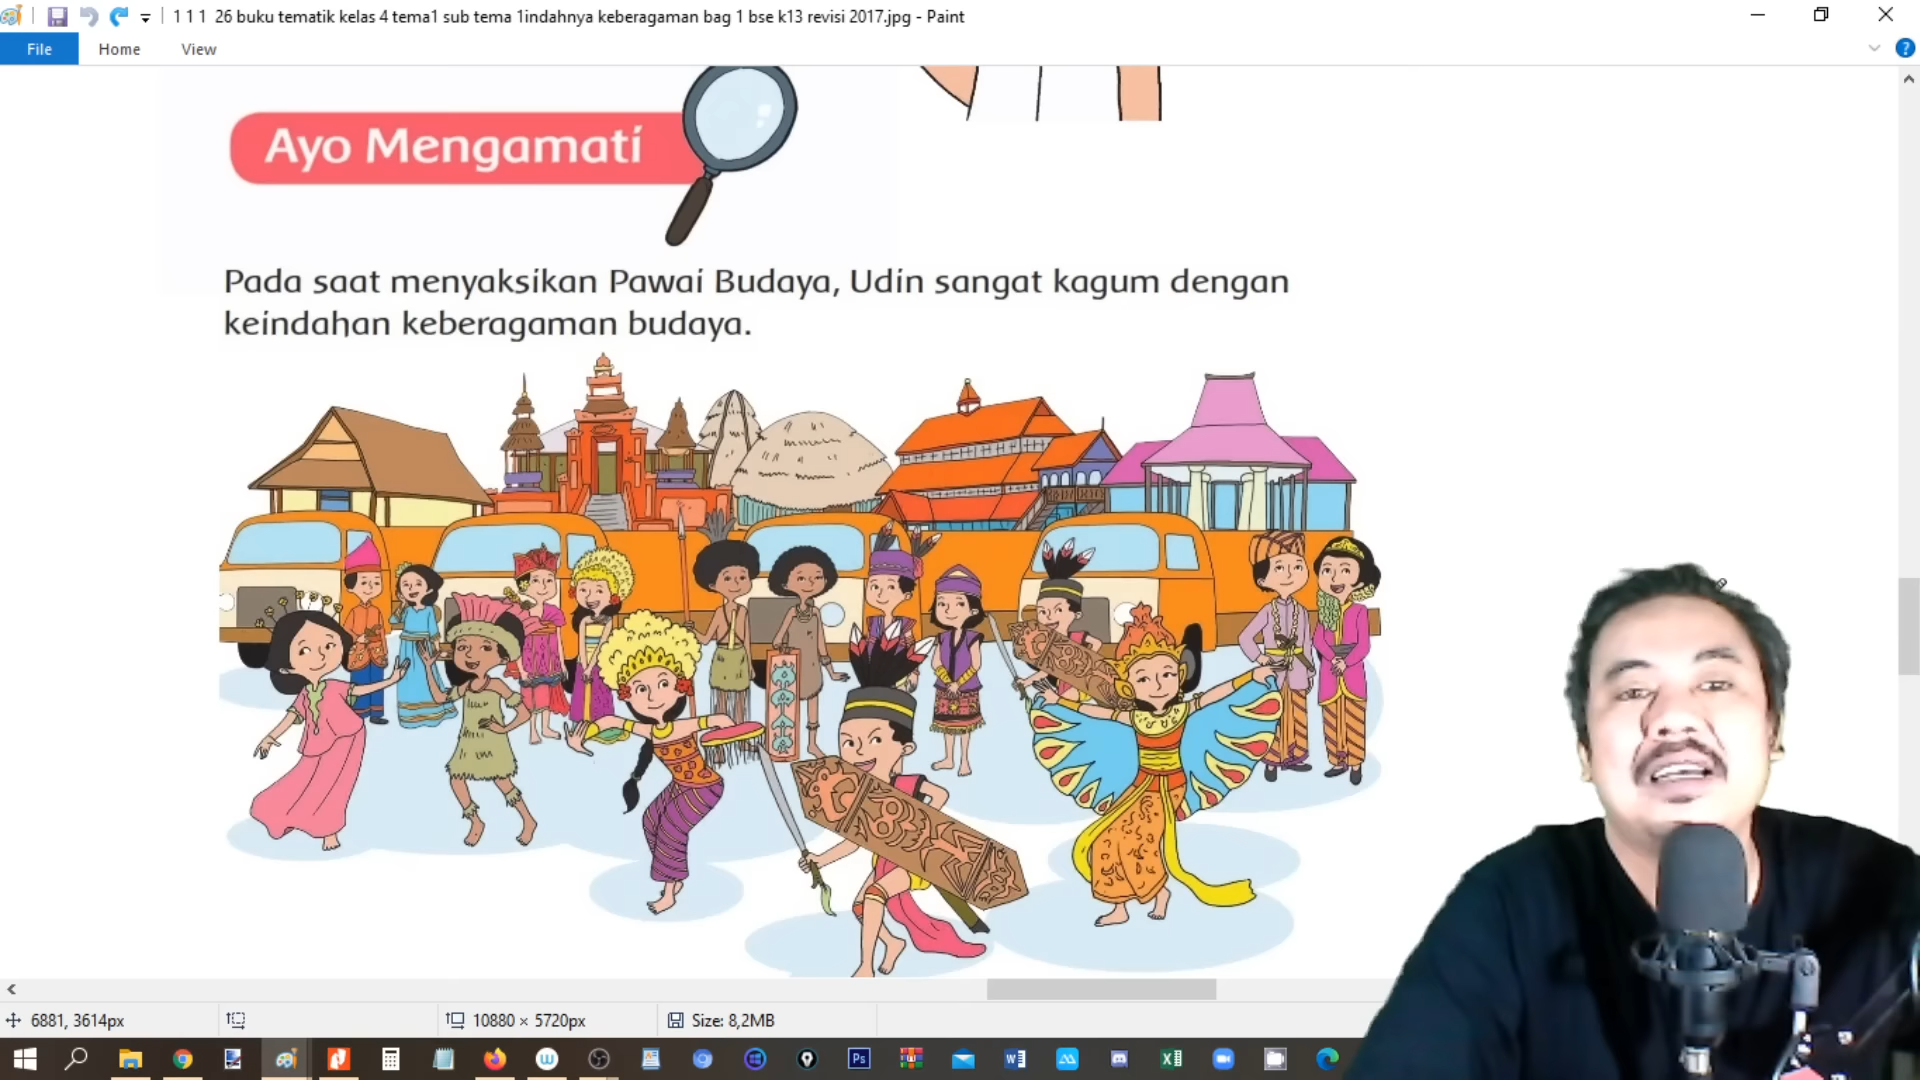 1 1 1  26 buku tematik kelas 4 tema1 sub tema 1indahnya keberagaman bag 1 bse k13 revisi 2017.jpg - Paint
File Home View
Ayo Mengamati
Pada saat menyaksikan Pawai Budaya, Udin sangat kagum dengan
keindahan keberagaman budaya.
6881, 3614px 10880 × 5720px Size: 8,2MB